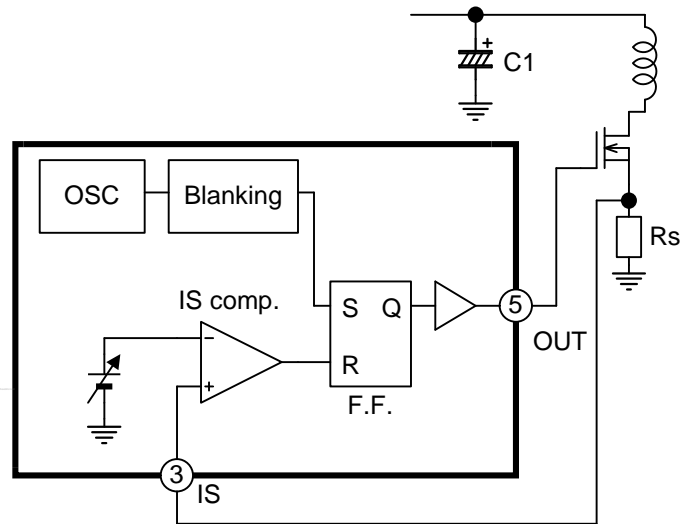 +
C1
OSC
Blanking
Rs
IS comp.
S Q
5
OUT
−
+
R
F.F.
3
IS